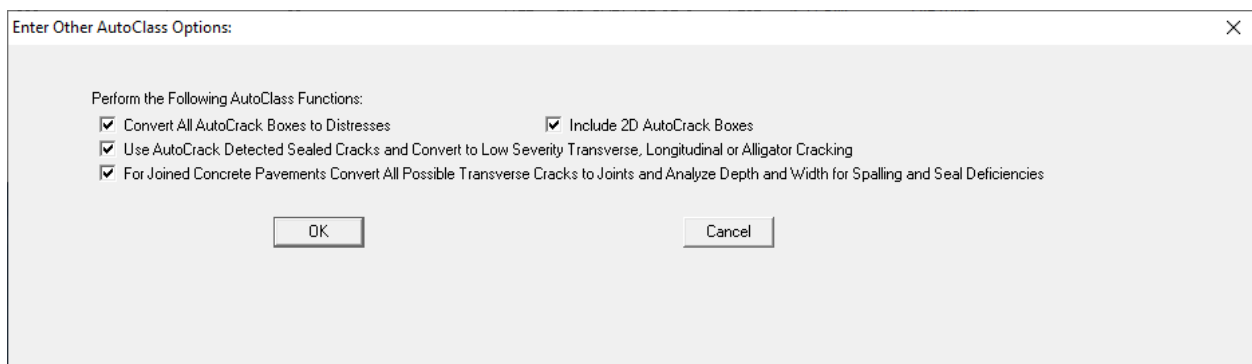 Enter Other AutoClass Options:
Perform the Following AutoClass Functions:
Convert All AutoCrack Boxes to Distresses Include 2D AutoCrack Boxes
Use AutoCrack Detected Sealed Cracks and Convert to Low Severity Transverse, Longitudinal or Alligator Cracking
For Joined Concrete Pavements Convert All Possible Transverse Cracks to Joints and Analyze Depth and Width for Spalling and Seal Deficiencies
OK Cancel